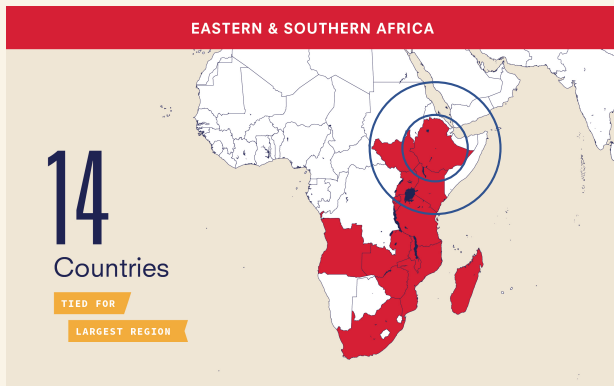 EASTERN & SOUTHERN AFRICA
14
Countries
TIED FOR
LARGEST REGION